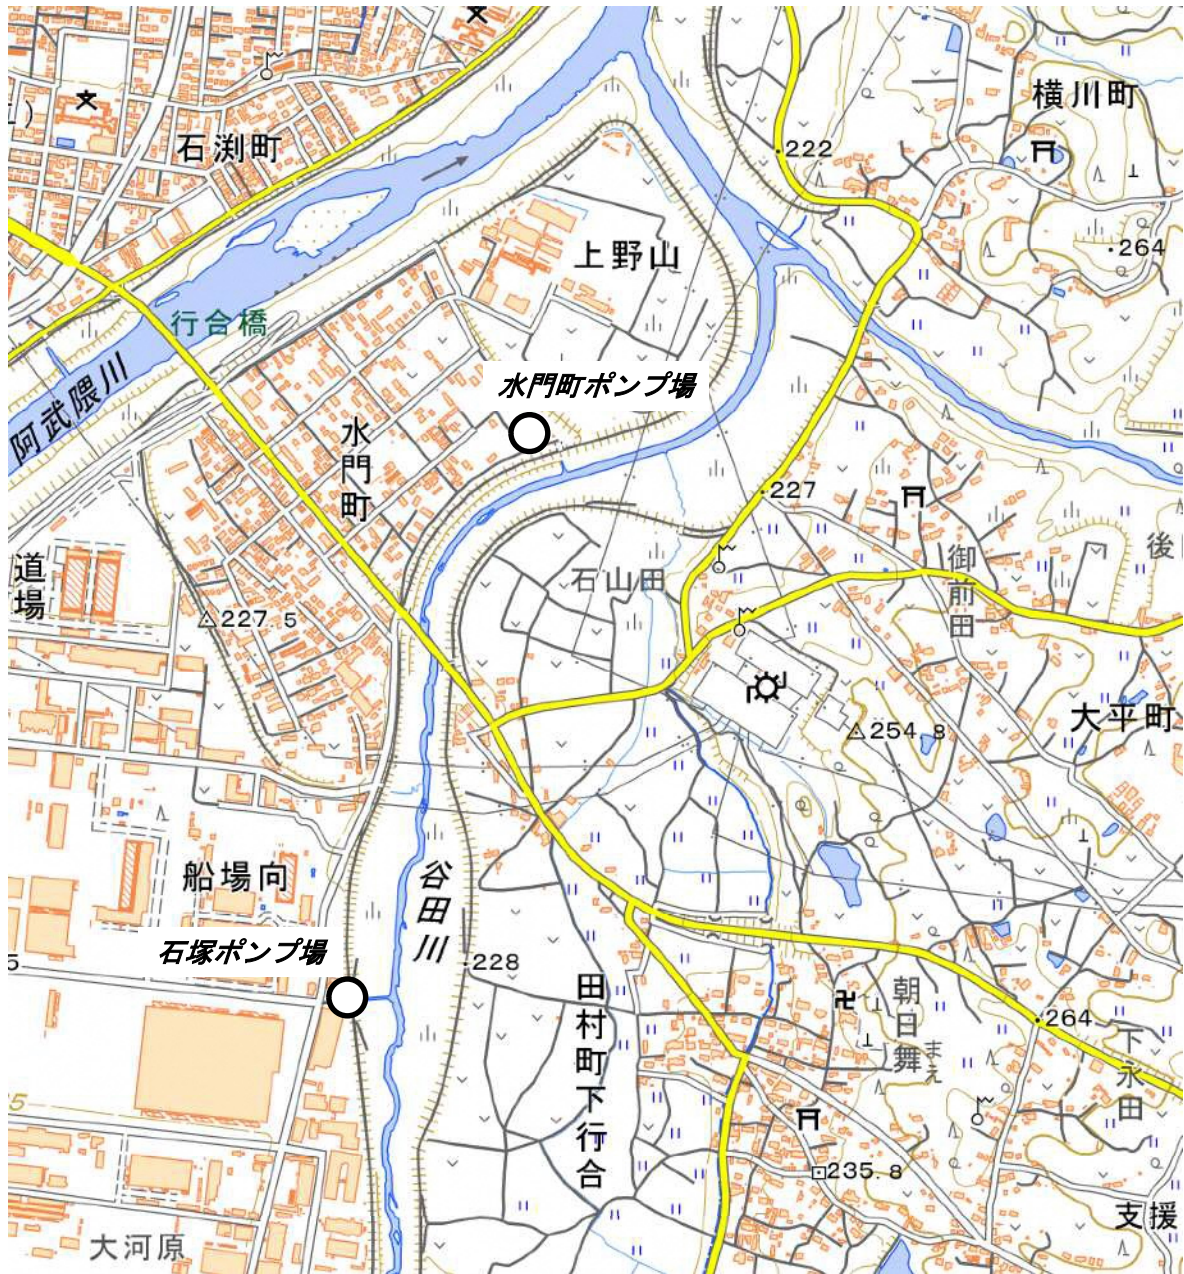 横川町
石渕町
222
264
上野山
行合橋
阿武隈川
水門町ポンプ場
水門町
227
道場
石山田
御前田
227.5
254.8
大平町
船場向
谷田川
石塚ポンプ場
228
田村町下行合
朝日舞
まえ
264
下永田
235.8
支援
大河原